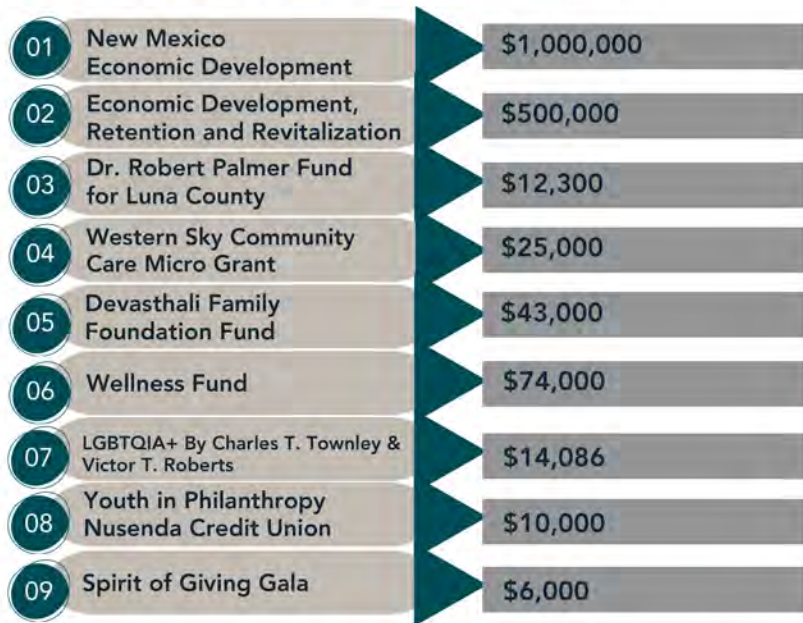 01
New Mexico
Economic Development
$1,000,000
02
Economic Development,
Retention and Revitalization
$500,000
03
Dr. Robert Palmer Fund
for Luna County
$12,300
04
Western Sky Community
Care Micro Grant
$25,000
05
Devasthali Family
Foundation Fund
$43,000
06
Wellness Fund
$74,000
07
LGBTQIA+ By Charles T. Townley &
Victor T. Roberts
$14,086
08
Youth in Philanthropy
Nusenda Credit Union
$10,000
09
Spirit of Giving Gala
$6,000